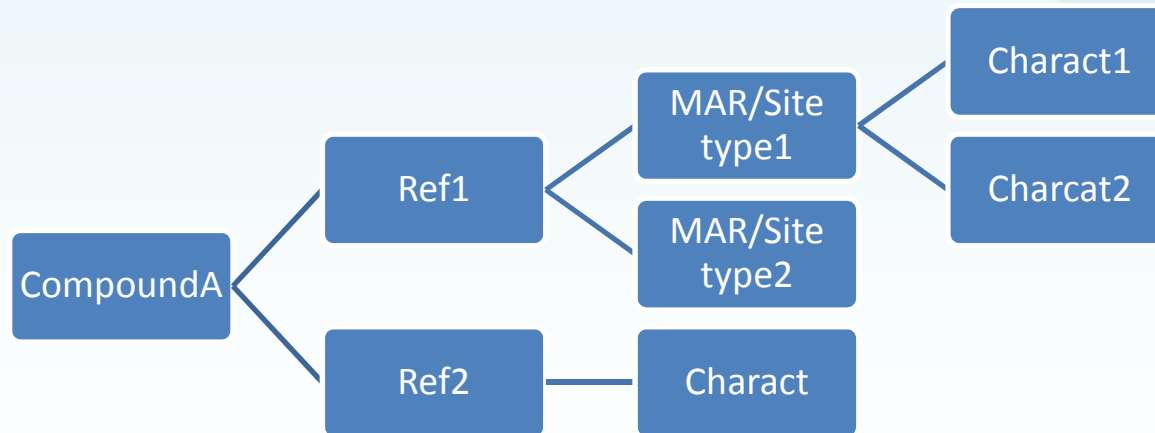 Charact1
MAR/Site
type1
Ref1
Charcat2
MAR/Site
type2
CompoundA
Ref2
Charact